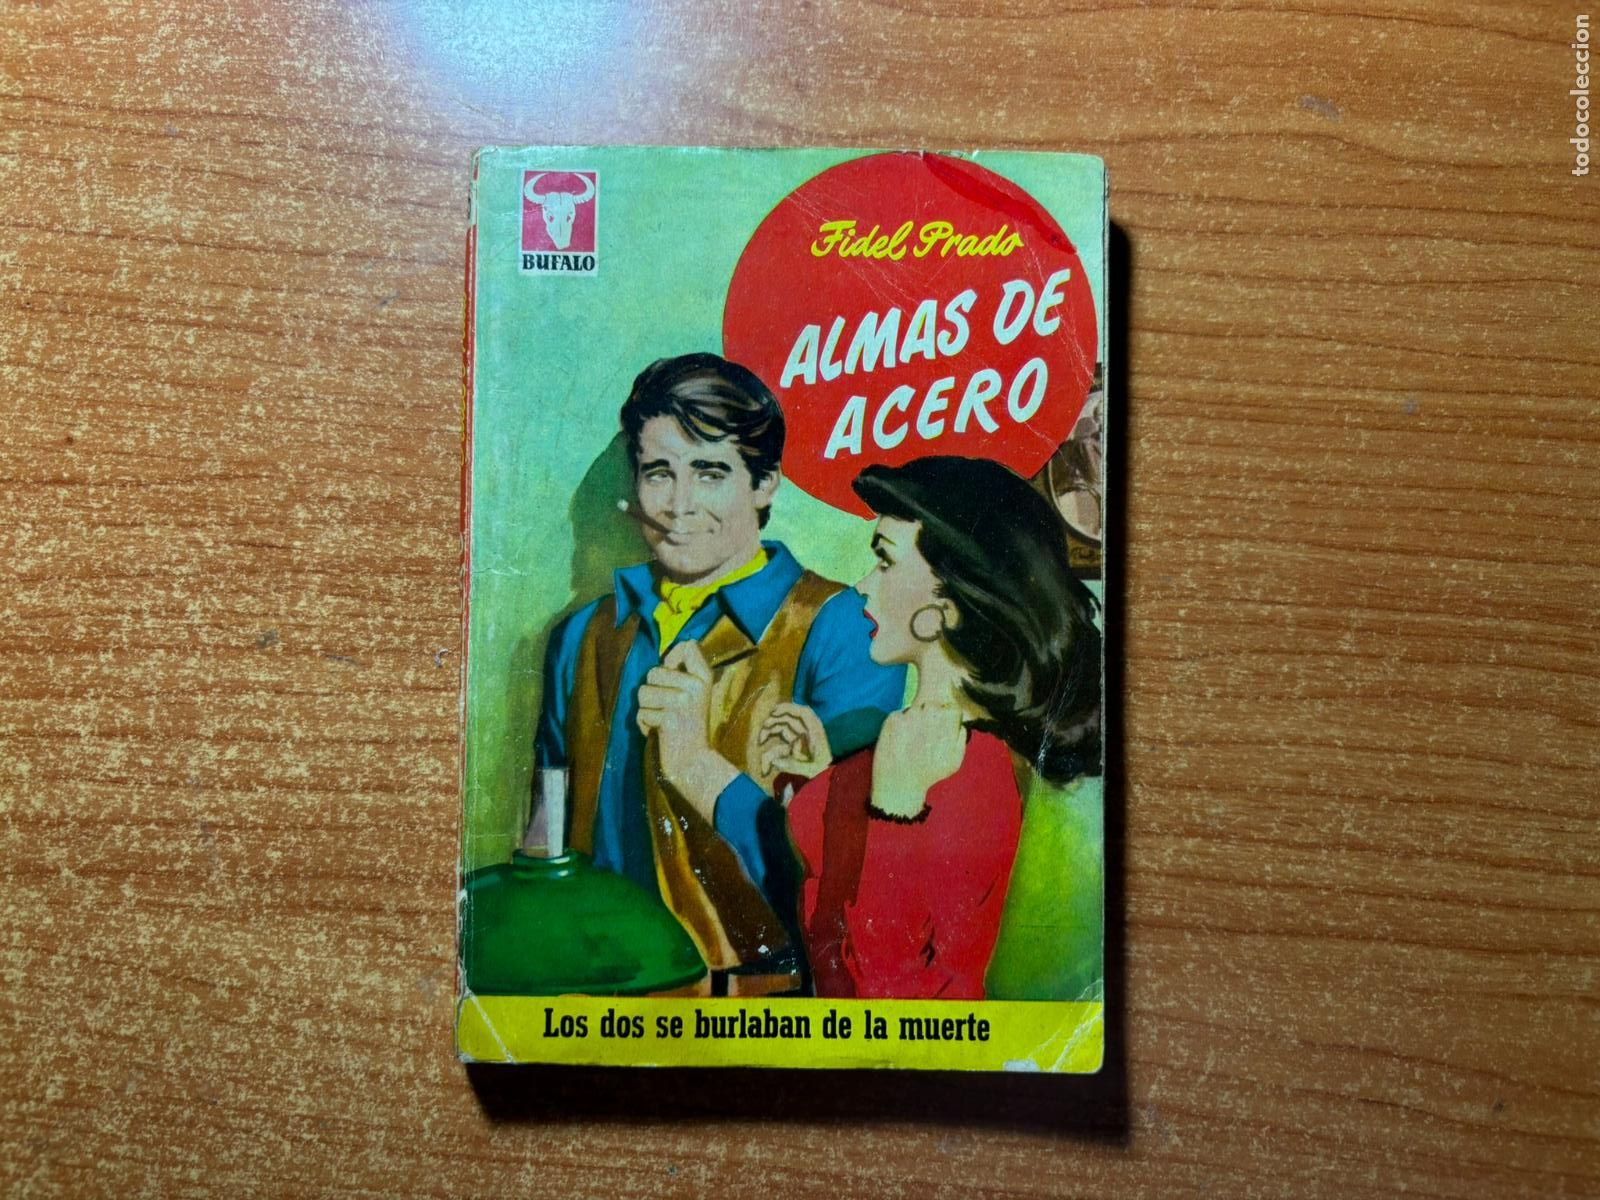 BUFALO
Fidel Prado
ALMAS DE
ACERO
Los dos se burlaban de la muerte
todocoleccion